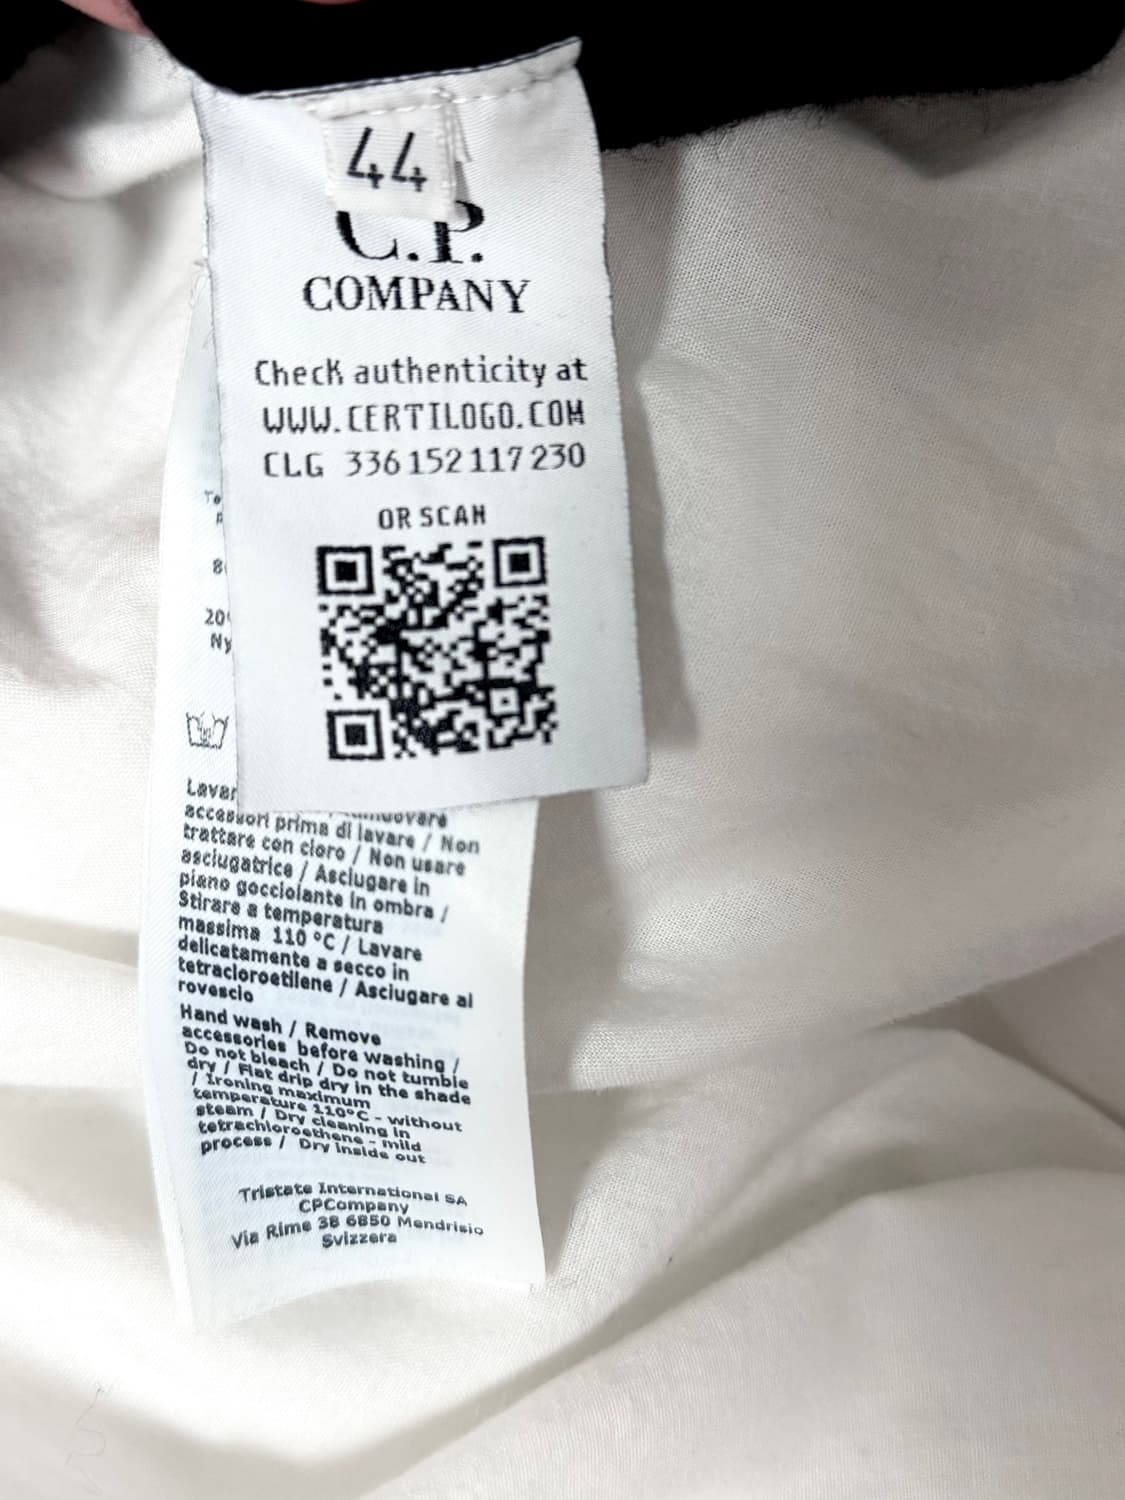 44
C.P.
COMPANY
Check authenticity at
WWW.CERTILOGO.COM
CLG 336152117230
OR SCAN
20
Ny
Lavar
accessori prima di lavare / Non
trattare con cloro / Non usare
asciugatrice / Asciugare in
piano gocciolante in ombra /
Stirare a temperatura
massima 110 °C / Lavare
delicatamente a secco in
tetracloroetilene / Asciugare al
rovescio
Hand wash / Remove
accessories before washing /
Do not bleach / Do not tumble
dry / Flat drip dry in the shade
/ Ironing maximum
temperature 110°C - without
steam / Dry cleaning in
tetrachloroethene - mild
process / Dry inside out
Tristate International SA
CPCompany
Via Rime 38 6850 Mendrisio
Svizzera